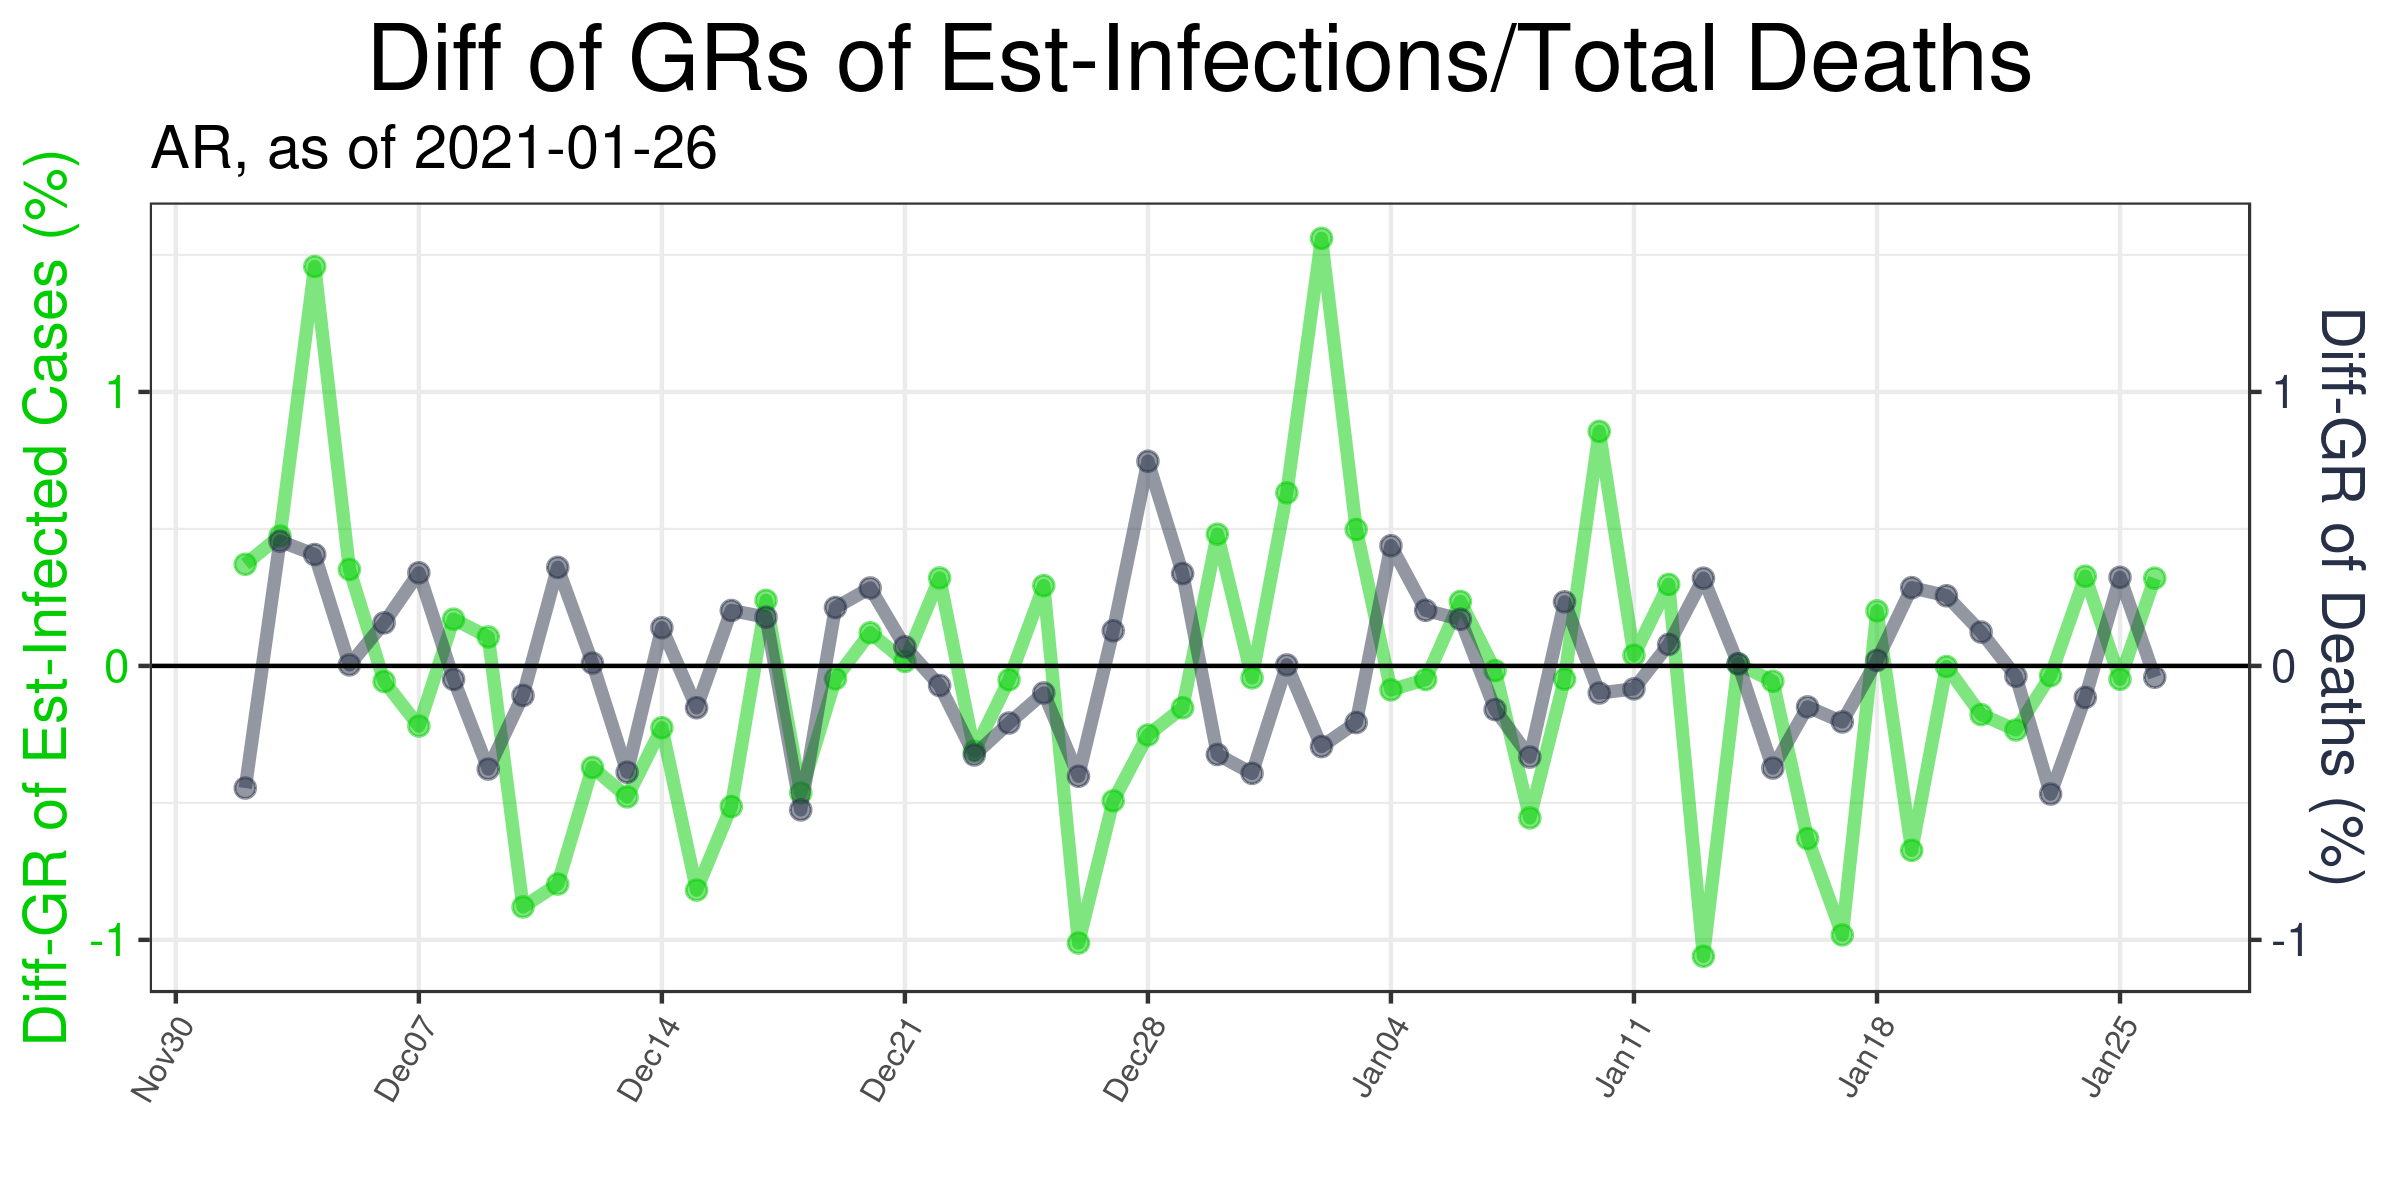 Diff of GRs of Est-Infections/Total Deaths
AR, as of 2021-01-26
Diff-GR of Est-Infected Cases (%)
1
0
-1
1
0
-1
Diff-GR of Deaths (%)
Nov30
Dec07
Dec14
Dec21
Dec28
Jan04
Jan11
Jan18
Jan25